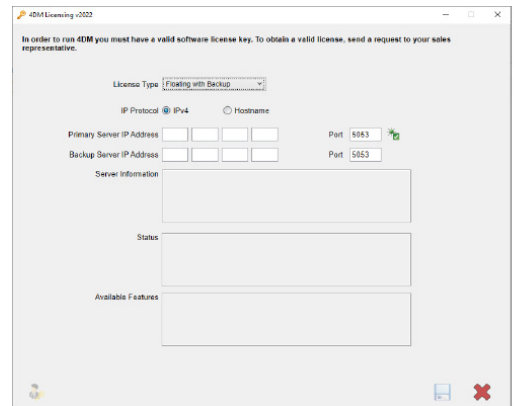 4DM Licensing v2022
In order to run 4DM you must have a valid software license key. To obtain a valid license, send a request to your sales
representative.
License Type Floating with Backup
IP Protocol IPv4 Hostname
Primary Server IP Address Port 5053
Backup Server IP Address Port 5053
Server Information
Status
Available Features